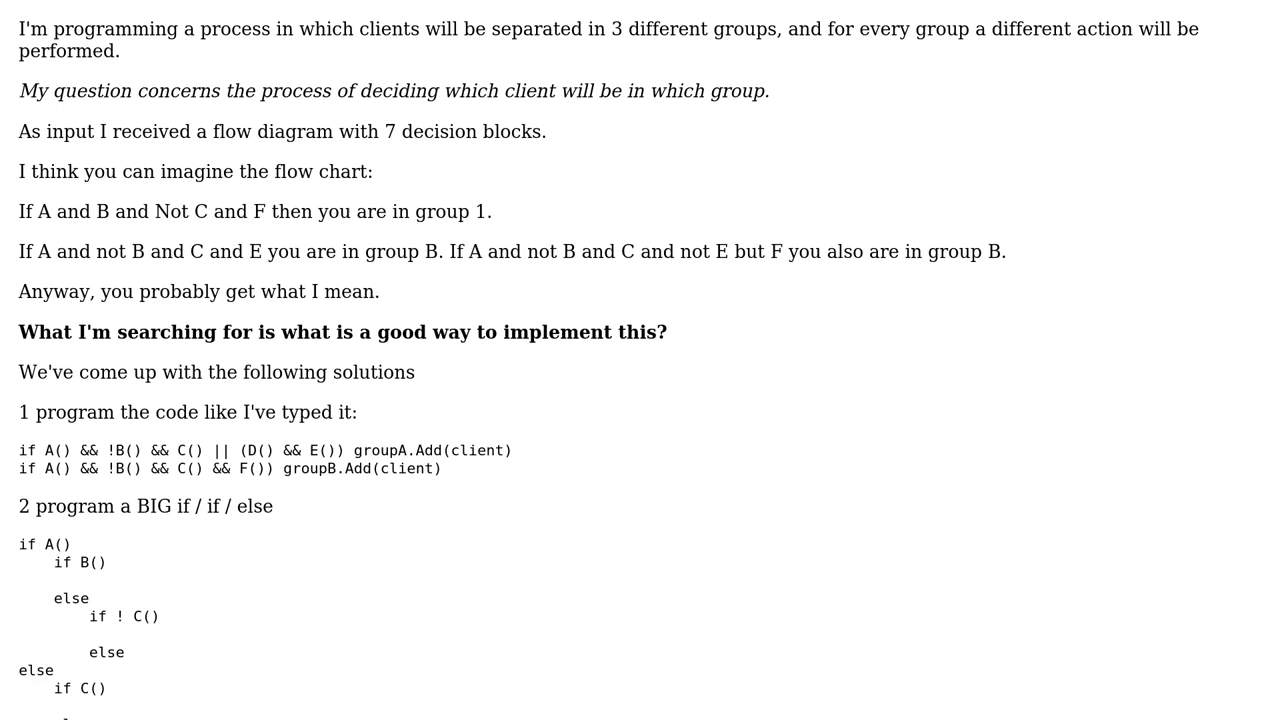 I'm programming a process in which clients will be separated in 3 different groups, and for every group a different action will be
performed.
My question concerns the process of deciding which client will be in which group.
As input I received a flow diagram with 7 decision blocks.
I think you can imagine the flow chart:
If A and B and Not C and F then you are in group 1.
If A and not B and C and E you are in group B. If A and not B and C and not E but F you also are in group B.
Anyway, you probably get what I mean.
What I'm searching for is what is a good way to implement this?
We've come up with the following solutions
1 program the code like I've typed it:
if A() && !B() && C() || (D() && E()) groupA.Add(client)
if A() && !B() && C() && F()) groupB.Add(client)
2 program a BIG if / if / else
if A()
    if B()
    else
        if ! C()
        else
else
    if C()